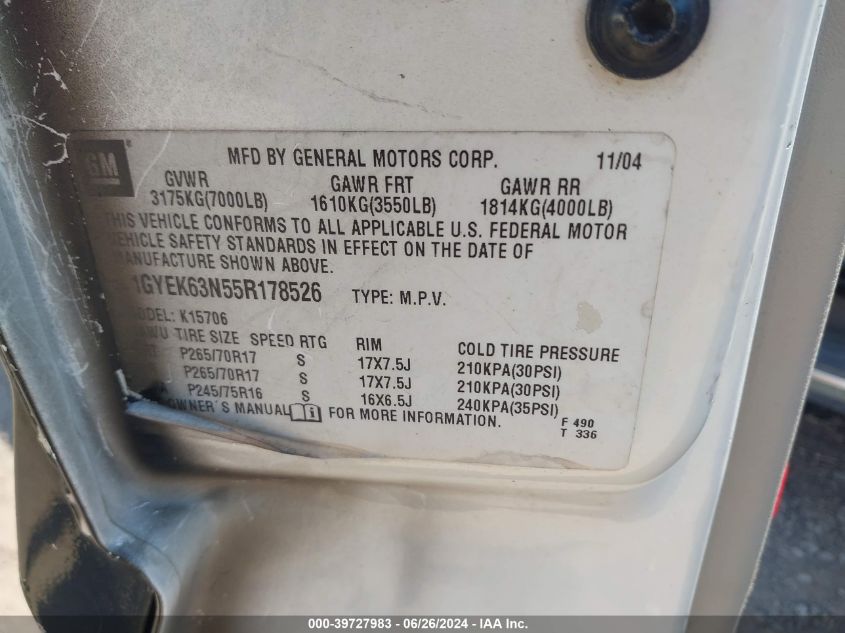 GM
MFD BY GENERAL MOTORS CORP. 11/04
GVWR GAWR FRT GAWR RR
3175KG(7000LB) 1610KG(3550LB) 1814KG(4000LB)
THIS VEHICLE CONFORMS TO ALL APPLICABLE U.S. FEDERAL MOTOR
VEHICLE SAFETY STANDARDS IN EFFECT ON THE DATE OF
MANUFACTURE SHOWN ABOVE.
1GYEK63N55R178526 TYPE: M.P.V.
MODEL: K15706
TIRE SIZE SPEED RTG RIM COLD TIRE PRESSURE
P265/70R17 S 17X7.5J 210KPA(30PSI)
P265/70R17 S 17X7.5J 210KPA(30PSI)
P245/75R16 S 16X6.5J 240KPA(35PSI)
OWNER'S MANUAL FOR MORE INFORMATION.
F 490
T 336
000-39727983 / 06/26/2024 - IAA Inc.